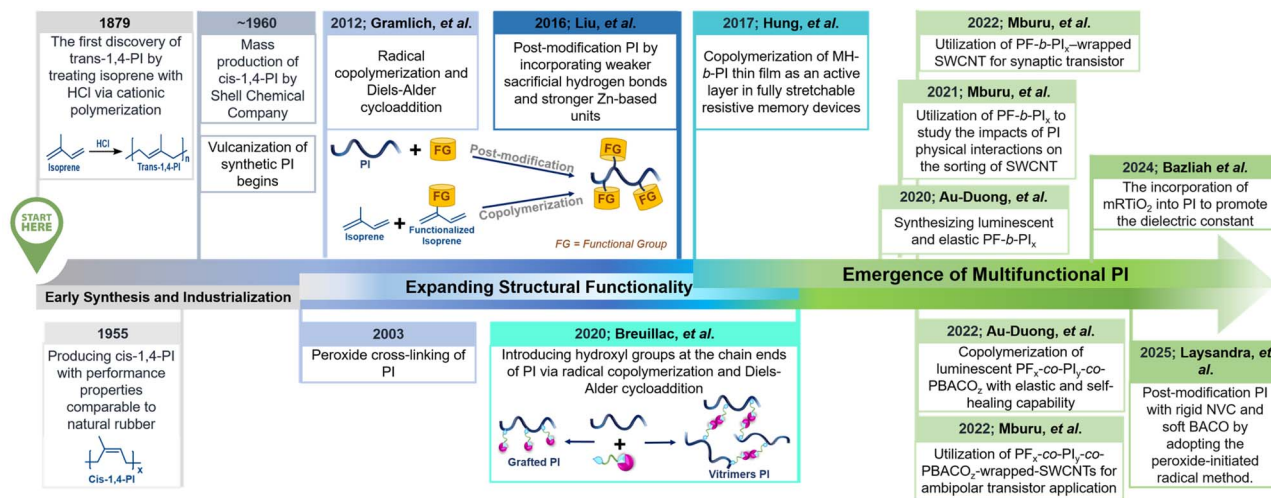 1879
The first discovery of
trans-1,4-PI by
treating isoprene with
HCl via cationic
polymerization
HCl
Isoprene
Trans-1,4-PI
n
~1960
Mass
production of
cis-1,4-PI by
Shell Chemical
Company
Vulcanization of
synthetic PI
begins
2012; Gramlich, et al.
Radical
copolymerization and
Diels-Alder
cycloaddition
2016; Liu, et al.
Post-modification PI by
incorporating weaker
sacrificial hydrogen bonds
and stronger Zn-based
units
PI
+
FG
Post-modification
FG
FG
FG
FG
Copolymerization
+
Isoprene
Functionalized
Isoprene
FG = Functional Group
2017; Hung, et al.
Copolymerization of MH-
b-PI thin film as an active
layer in fully stretchable
resistive memory devices
2022; Mburu, et al.
Utilization of PF-b-PIx–wrapped
SWCNT for synaptic transistor
2021; Mburu, et al.
Utilization of PF-b-PIx to
study the impacts of PI
physical interactions on
the sorting of SWCNT
2020; Au-Duong, et al.
Synthesizing luminescent
and elastic PF-b-PIx
2024; Bazliah et al.
The incorporation of
mRTiO2 into PI to promote
the dielectric constant
START
HERE
Early Synthesis and Industrialization
Expanding Structural Functionality
Emergence of Multifunctional PI
1955
Producing cis-1,4-PI
with performance
properties
comparable to
natural rubber
x
Cis-1,4-PI
2003
Peroxide cross-linking of
PI
2020; Breuillac, et al.
Introducing hydroxyl groups at the chain ends
of PI via radical copolymerization and Diels-
Alder cycloaddition
+
Grafted PI
Vitrimers PI
2022; Au-Duong, et al.
Copolymerization of
luminescent PFx-co-PIy-co-
PBACOz with elastic and self-
healing capability
2022; Mburu, et al.
Utilization of PFx-co-PIy-co-
PBACOz-wrapped-SWCNTs for
ambipolar transistor application
2025; Laysandra, et
al.
Post-modification PI
with rigid NVC and
soft BACO by
adopting the
peroxide-initiated
radical method.